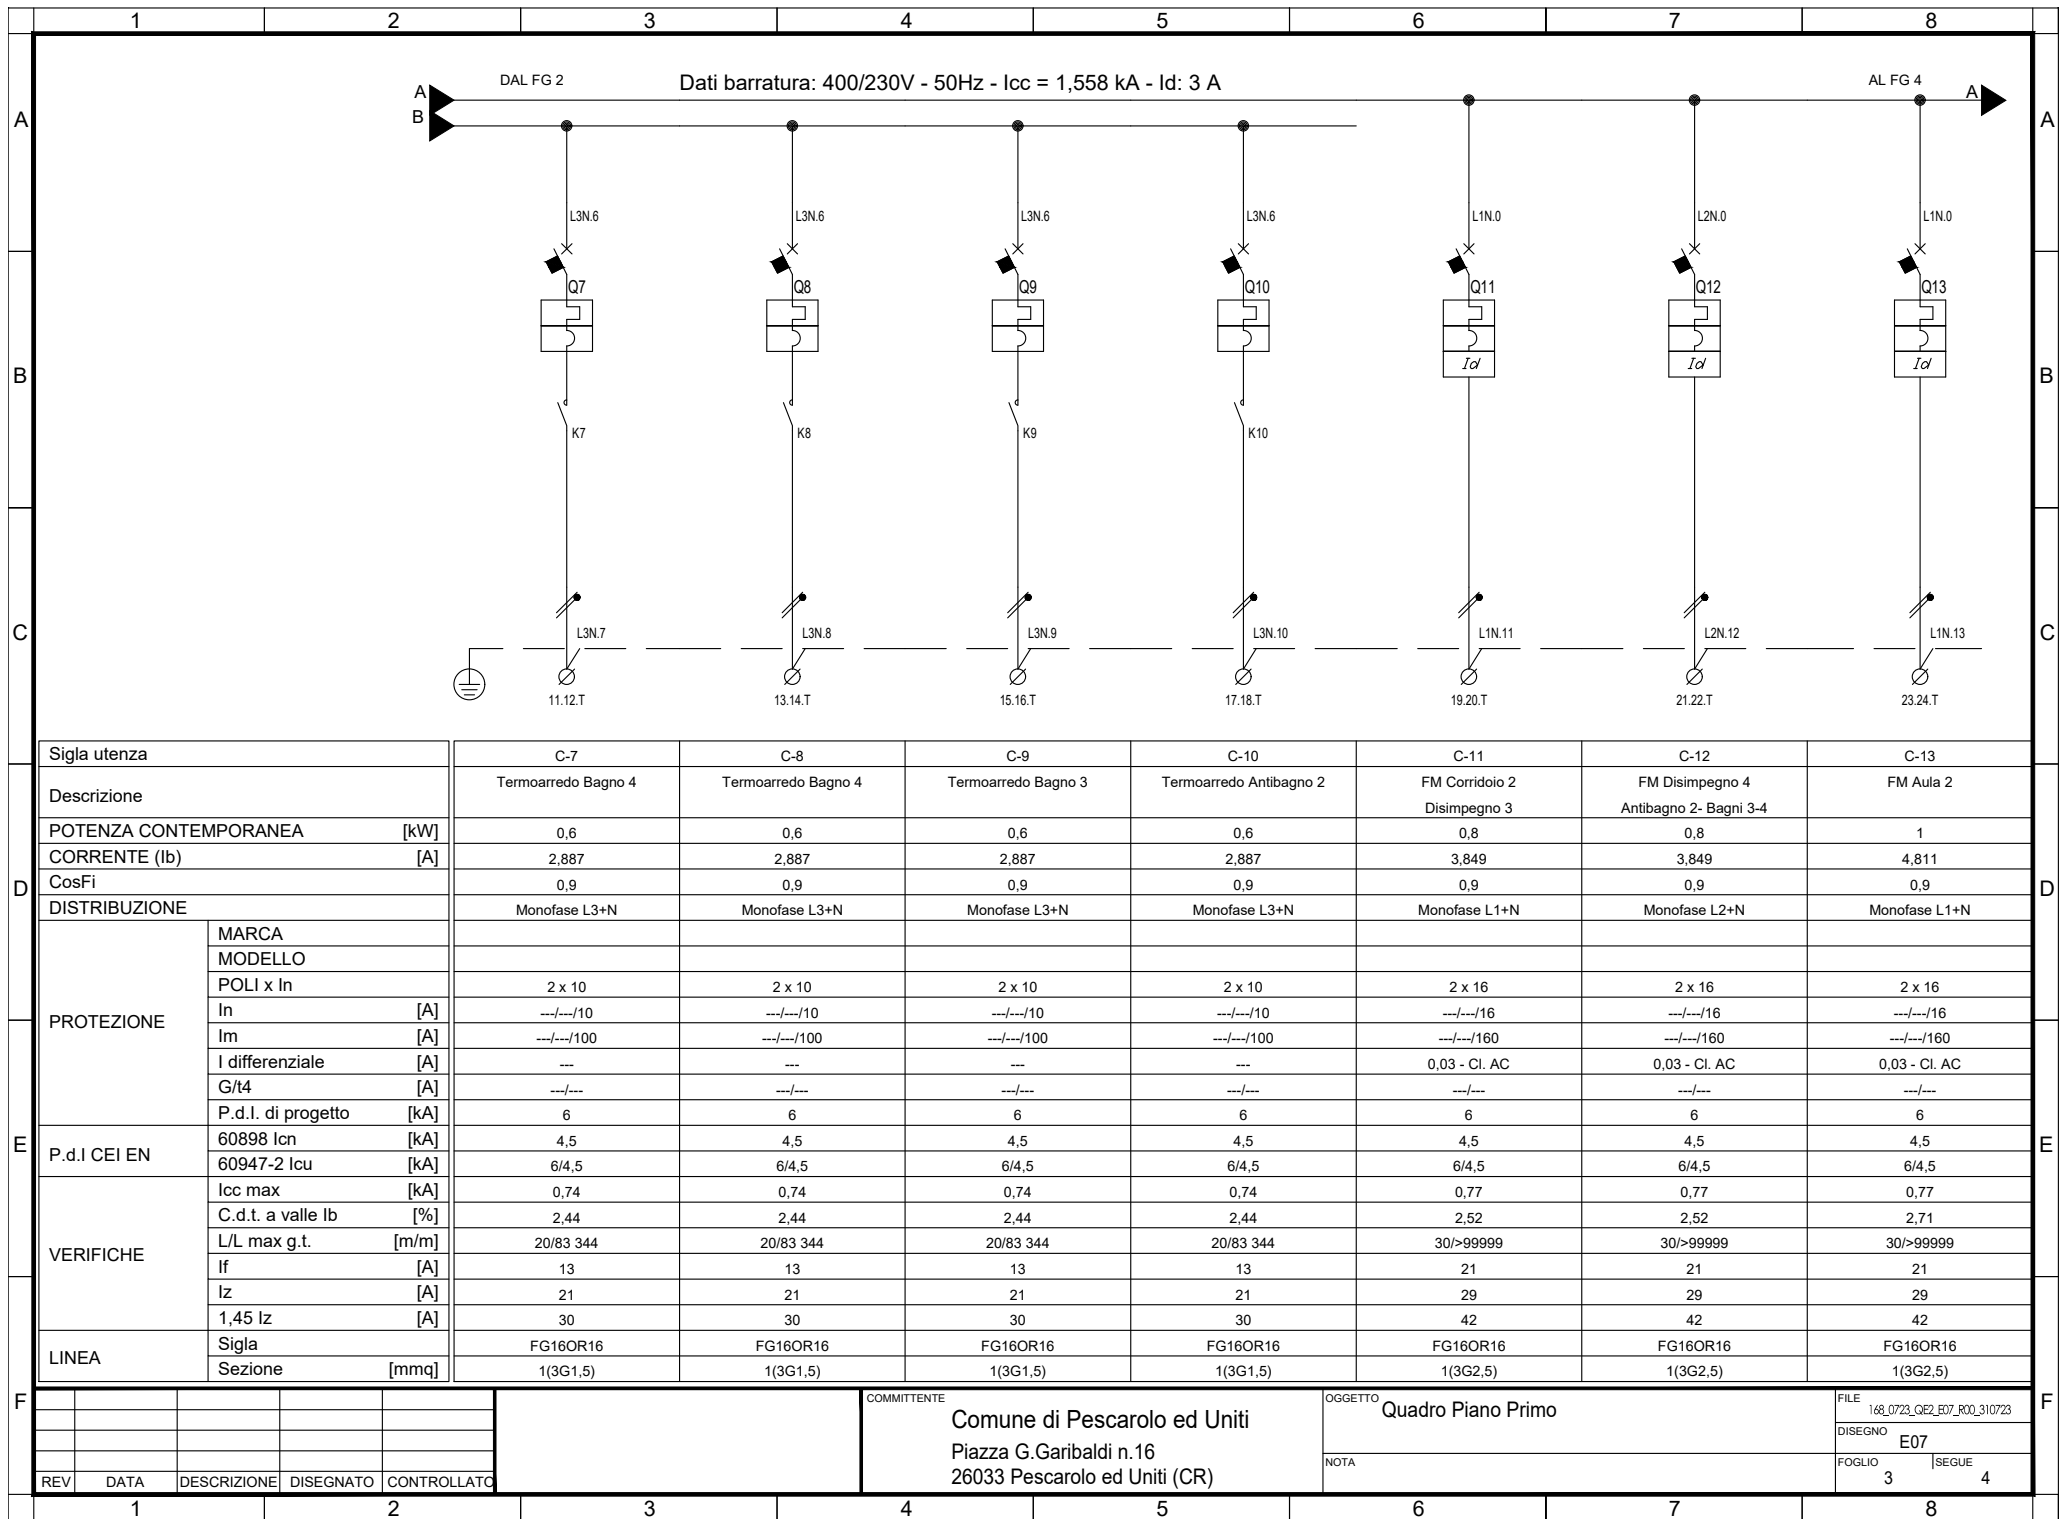 1 2 3 4 5 6 7 8
DAL FG 2 Dati barratura: 400/230V - 50Hz - Icc = 1,558 kA - Id: 3 A AL FG 4
A A
B
A A
L3N.6 L3N.6 L3N.6 L3N.6 L1N.0 L2N.0 L1N.0
Q7 Q8 Q9 Q10 Q11 Q12 Q13
Id Id Id
B B
K7 K8 K9 K10
C C
L3N.7 L3N.8 L3N.9 L3N.10 L1N.11 L2N.12 L1N.13
11.12.T 13.14.T 15.16.T 17.18.T 19.20.T 21.22.T 23.24.T
Sigla utenza C-7 C-8 C-9 C-10 C-11 C-12 C-13
Descrizione Termoarredo Bagno 4 Termoarredo Bagno 4 Termoarredo Bagno 3 Termoarredo Antibagno 2 FM Corridoio 2 FM Disimpegno 4 FM Aula 2
Disimpegno 3 Antibagno 2- Bagni 3-4
POTENZA CONTEMPORANEA [kW] 0,6 0,6 0,6 0,6 0,8 0,8 1
CORRENTE (Ib) [A] 2,887 2,887 2,887 2,887 3,849 3,849 4,811
D D
CosFi 0,9 0,9 0,9 0,9 0,9 0,9 0,9
DISTRIBUZIONE Monofase L3+N Monofase L3+N Monofase L3+N Monofase L3+N Monofase L1+N Monofase L2+N Monofase L1+N
PROTEZIONE
MARCA
MODELLO
POLI x In 2 x 10 2 x 10 2 x 10 2 x 10 2 x 16 2 x 16 2 x 16
In [A] ---/---/10 ---/---/10 ---/---/10 ---/---/10 ---/---/16 ---/---/16 ---/---/16
Im [A] ---/---/100 ---/---/100 ---/---/100 ---/---/100 ---/---/160 ---/---/160 ---/---/160
I differenziale [A] --- --- --- --- 0,03 - Cl. AC 0,03 - Cl. AC 0,03 - Cl. AC
G/t4 [A] ---/--- ---/--- ---/--- ---/--- ---/--- ---/--- ---/---
P.d.I. di progetto [kA] 6 6 6 6 6 6 6
E E
P.d.I CEI EN
60898 Icn [kA] 4,5 4,5 4,5 4,5 4,5 4,5 4,5
60947-2 Icu [kA] 6/4,5 6/4,5 6/4,5 6/4,5 6/4,5 6/4,5 6/4,5
VERIFICHE
Icc max [kA] 0,74 0,74 0,74 0,74 0,77 0,77 0,77
C.d.t. a valle Ib [%] 2,44 2,44 2,44 2,44 2,52 2,52 2,71
L/L max g.t. [m/m] 20/83 344 20/83 344 20/83 344 20/83 344 30/>99999 30/>99999 30/>99999
If [A] 13 13 13 13 21 21 21
Iz [A] 21 21 21 21 29 29 29
1,45 Iz [A] 30 30 30 30 42 42 42
LINEA
Sigla FG16OR16 FG16OR16 FG16OR16 FG16OR16 FG16OR16 FG16OR16 FG16OR16
Sezione [mmq] 1(3G1,5) 1(3G1,5) 1(3G1,5) 1(3G1,5) 1(3G2,5) 1(3G2,5) 1(3G2,5)
F F
REV DATA DESCRIZIONE DISEGNATO CONTROLLATO
COMMITTENTE
Comune di Pescarolo ed Uniti
Piazza G.Garibaldi n.16
26033 Pescarolo ed Uniti (CR)
OGGETTO Quadro Piano Primo
NOTA
FILE
168_0723_QE2_E07_R00_310723
DISEGNO
E07
FOGLIO SEGUE
3 4
1 2 3 4 5 6 7 8